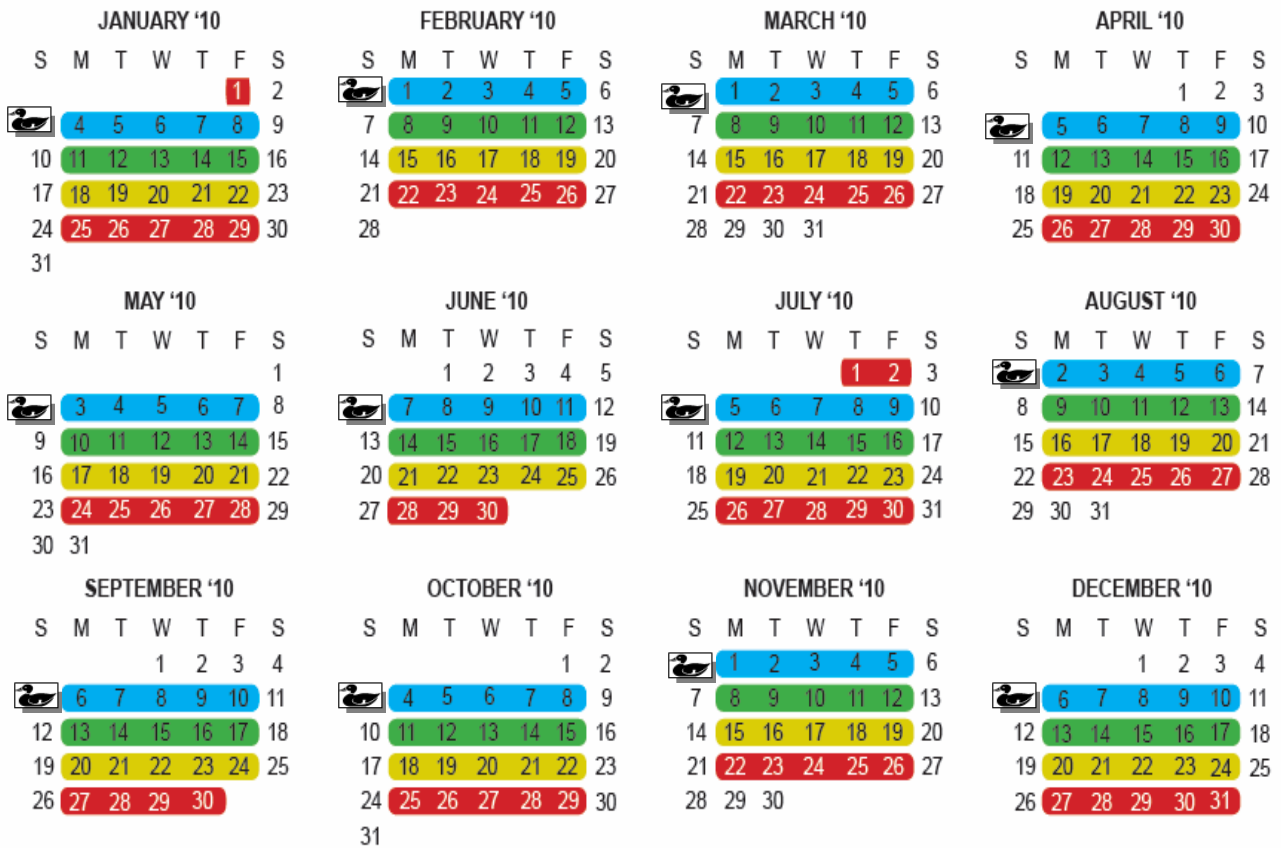 JANUARY ‘10
S M T W T F S
1 2
4 5 6 7 8 9
10 11 12 13 14 15 16
17 18 19 20 21 22 23
24 25 26 27 28 29 30
31
FEBRUARY ‘10
S M T W T F S
1 2 3 4 5 6
7 8 9 10 11 12 13
14 15 16 17 18 19 20
21 22 23 24 25 26 27
28
MARCH ‘10
S M T W T F S
1 2 3 4 5 6
7 8 9 10 11 12 13
14 15 16 17 18 19 20
21 22 23 24 25 26 27
28 29 30 31
APRIL ‘10
S M T W T F S
1 2 3
5 6 7 8 9 10
11 12 13 14 15 16 17
18 19 20 21 22 23 24
25 26 27 28 29 30
MAY ‘10
S M T W T F S
1
3 4 5 6 7 8
9 10 11 12 13 14 15
16 17 18 19 20 21 22
23 24 25 26 27 28 29
30 31
JUNE ‘10
S M T W T F S
1 2 3 4 5
7 8 9 10 11 12
13 14 15 16 17 18 19
20 21 22 23 24 25 26
27 28 29 30
JULY ‘10
S M T W T F S
1 2 3
5 6 7 8 9 10
11 12 13 14 15 16 17
18 19 20 21 22 23 24
25 26 27 28 29 30 31
AUGUST ‘10
S M T W T F S
2 3 4 5 6 7
8 9 10 11 12 13 14
15 16 17 18 19 20 21
22 23 24 25 26 27 28
29 30 31
SEPTEMBER ‘10
S M T W T F S
1 2 3 4
6 7 8 9 10 11
12 13 14 15 16 17 18
19 20 21 22 23 24 25
26 27 28 29 30
OCTOBER ‘10
S M T W T F S
1 2
4 5 6 7 8 9
10 11 12 13 14 15 16
17 18 19 20 21 22 23
24 25 26 27 28 29 30
31
NOVEMBER ‘10
S M T W T F S
1 2 3 4 5 6
7 8 9 10 11 12 13
14 15 16 17 18 19 20
21 22 23 24 25 26 27
28 29 30
DECEMBER ‘10
S M T W T F S
1 2 3 4
6 7 8 9 10 11
12 13 14 15 16 17 18
19 20 21 22 23 24 25
26 27 28 29 30 31